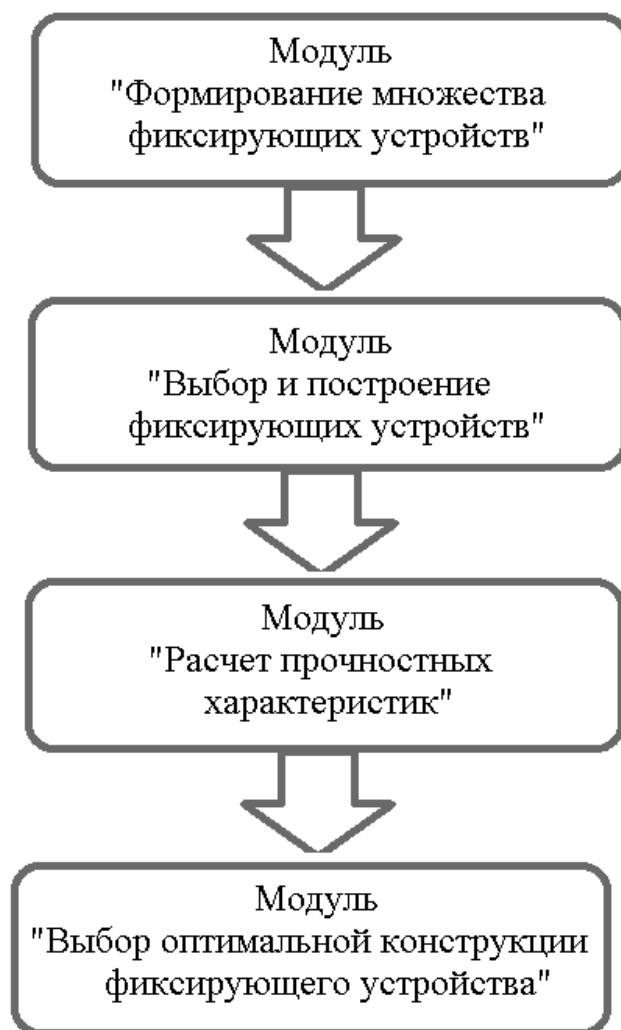 Модуль
"Формирование множества
фиксирующих устройств"
Модуль
"Выбор и построение
фиксирующих устройств"
Модуль
"Расчет прочностных
характеристик"
Модуль
"Выбор оптимальной конструкции
фиксирующего устройства"